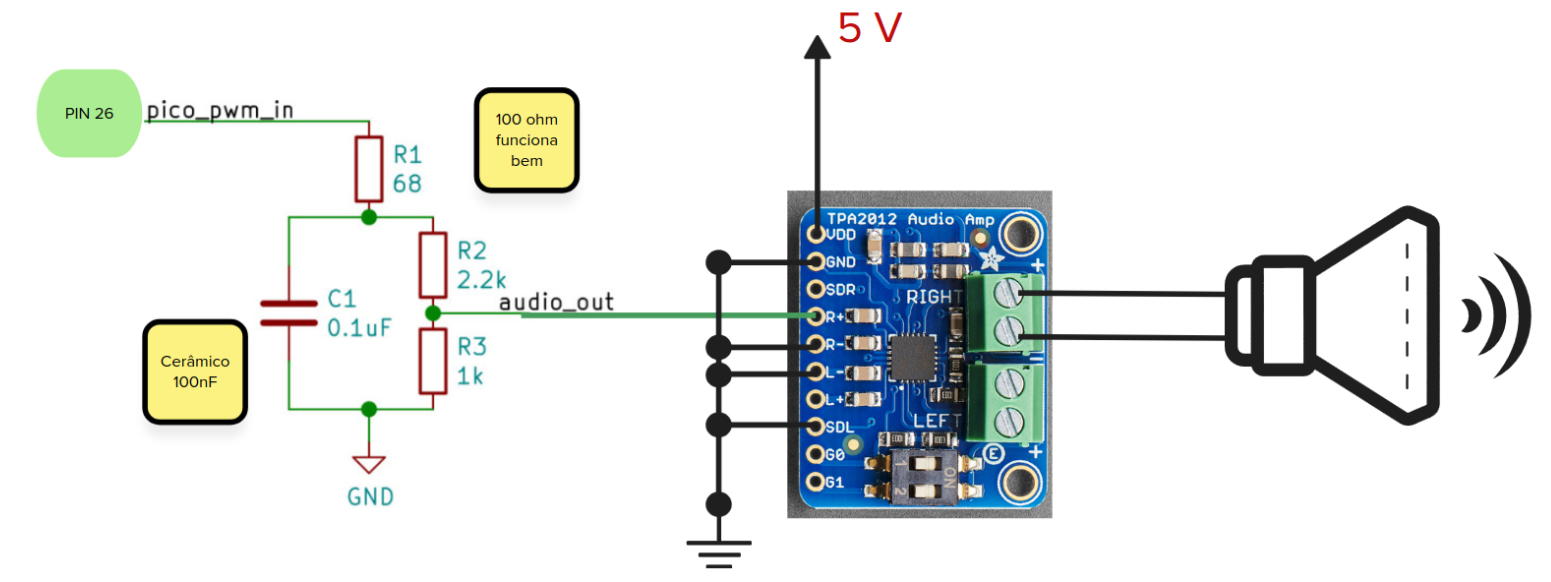 5 V
PIN 26
pico_pwm_in
100 ohm
funciona
bem
R1
68
R2
2.2k
audio_out
C1
0.1uF
R3
1k
Cerâmico
100nF
GND
TPA2012 Audio Amp
VDD
GND
SDR
R+
R-
L-
L+
SDL
G0
G1
RIGHT
+
-
LEFT
E
+
1
2
ON